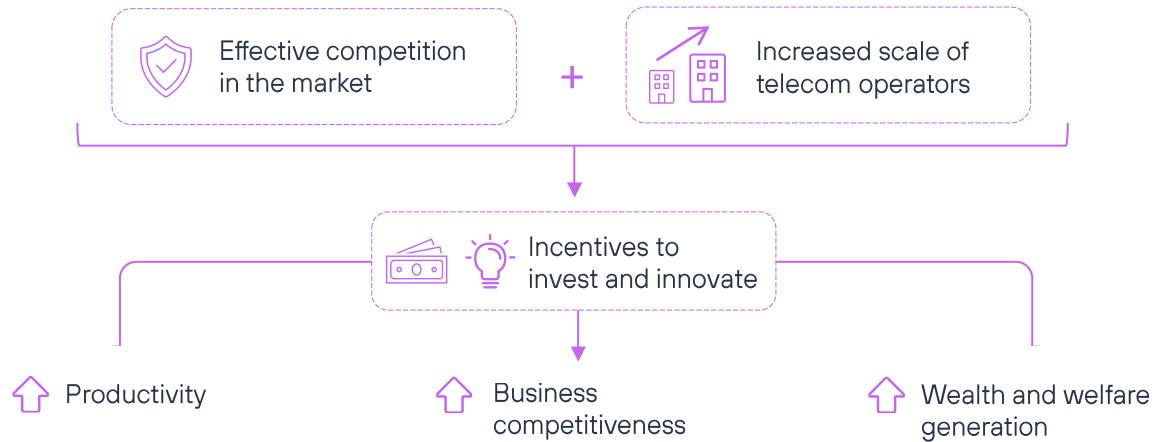 Effective competition
in the market
+
Increased scale of
telecom operators
Incentives to
invest and innovate
Productivity
Business
competitiveness
Wealth and welfare
generation